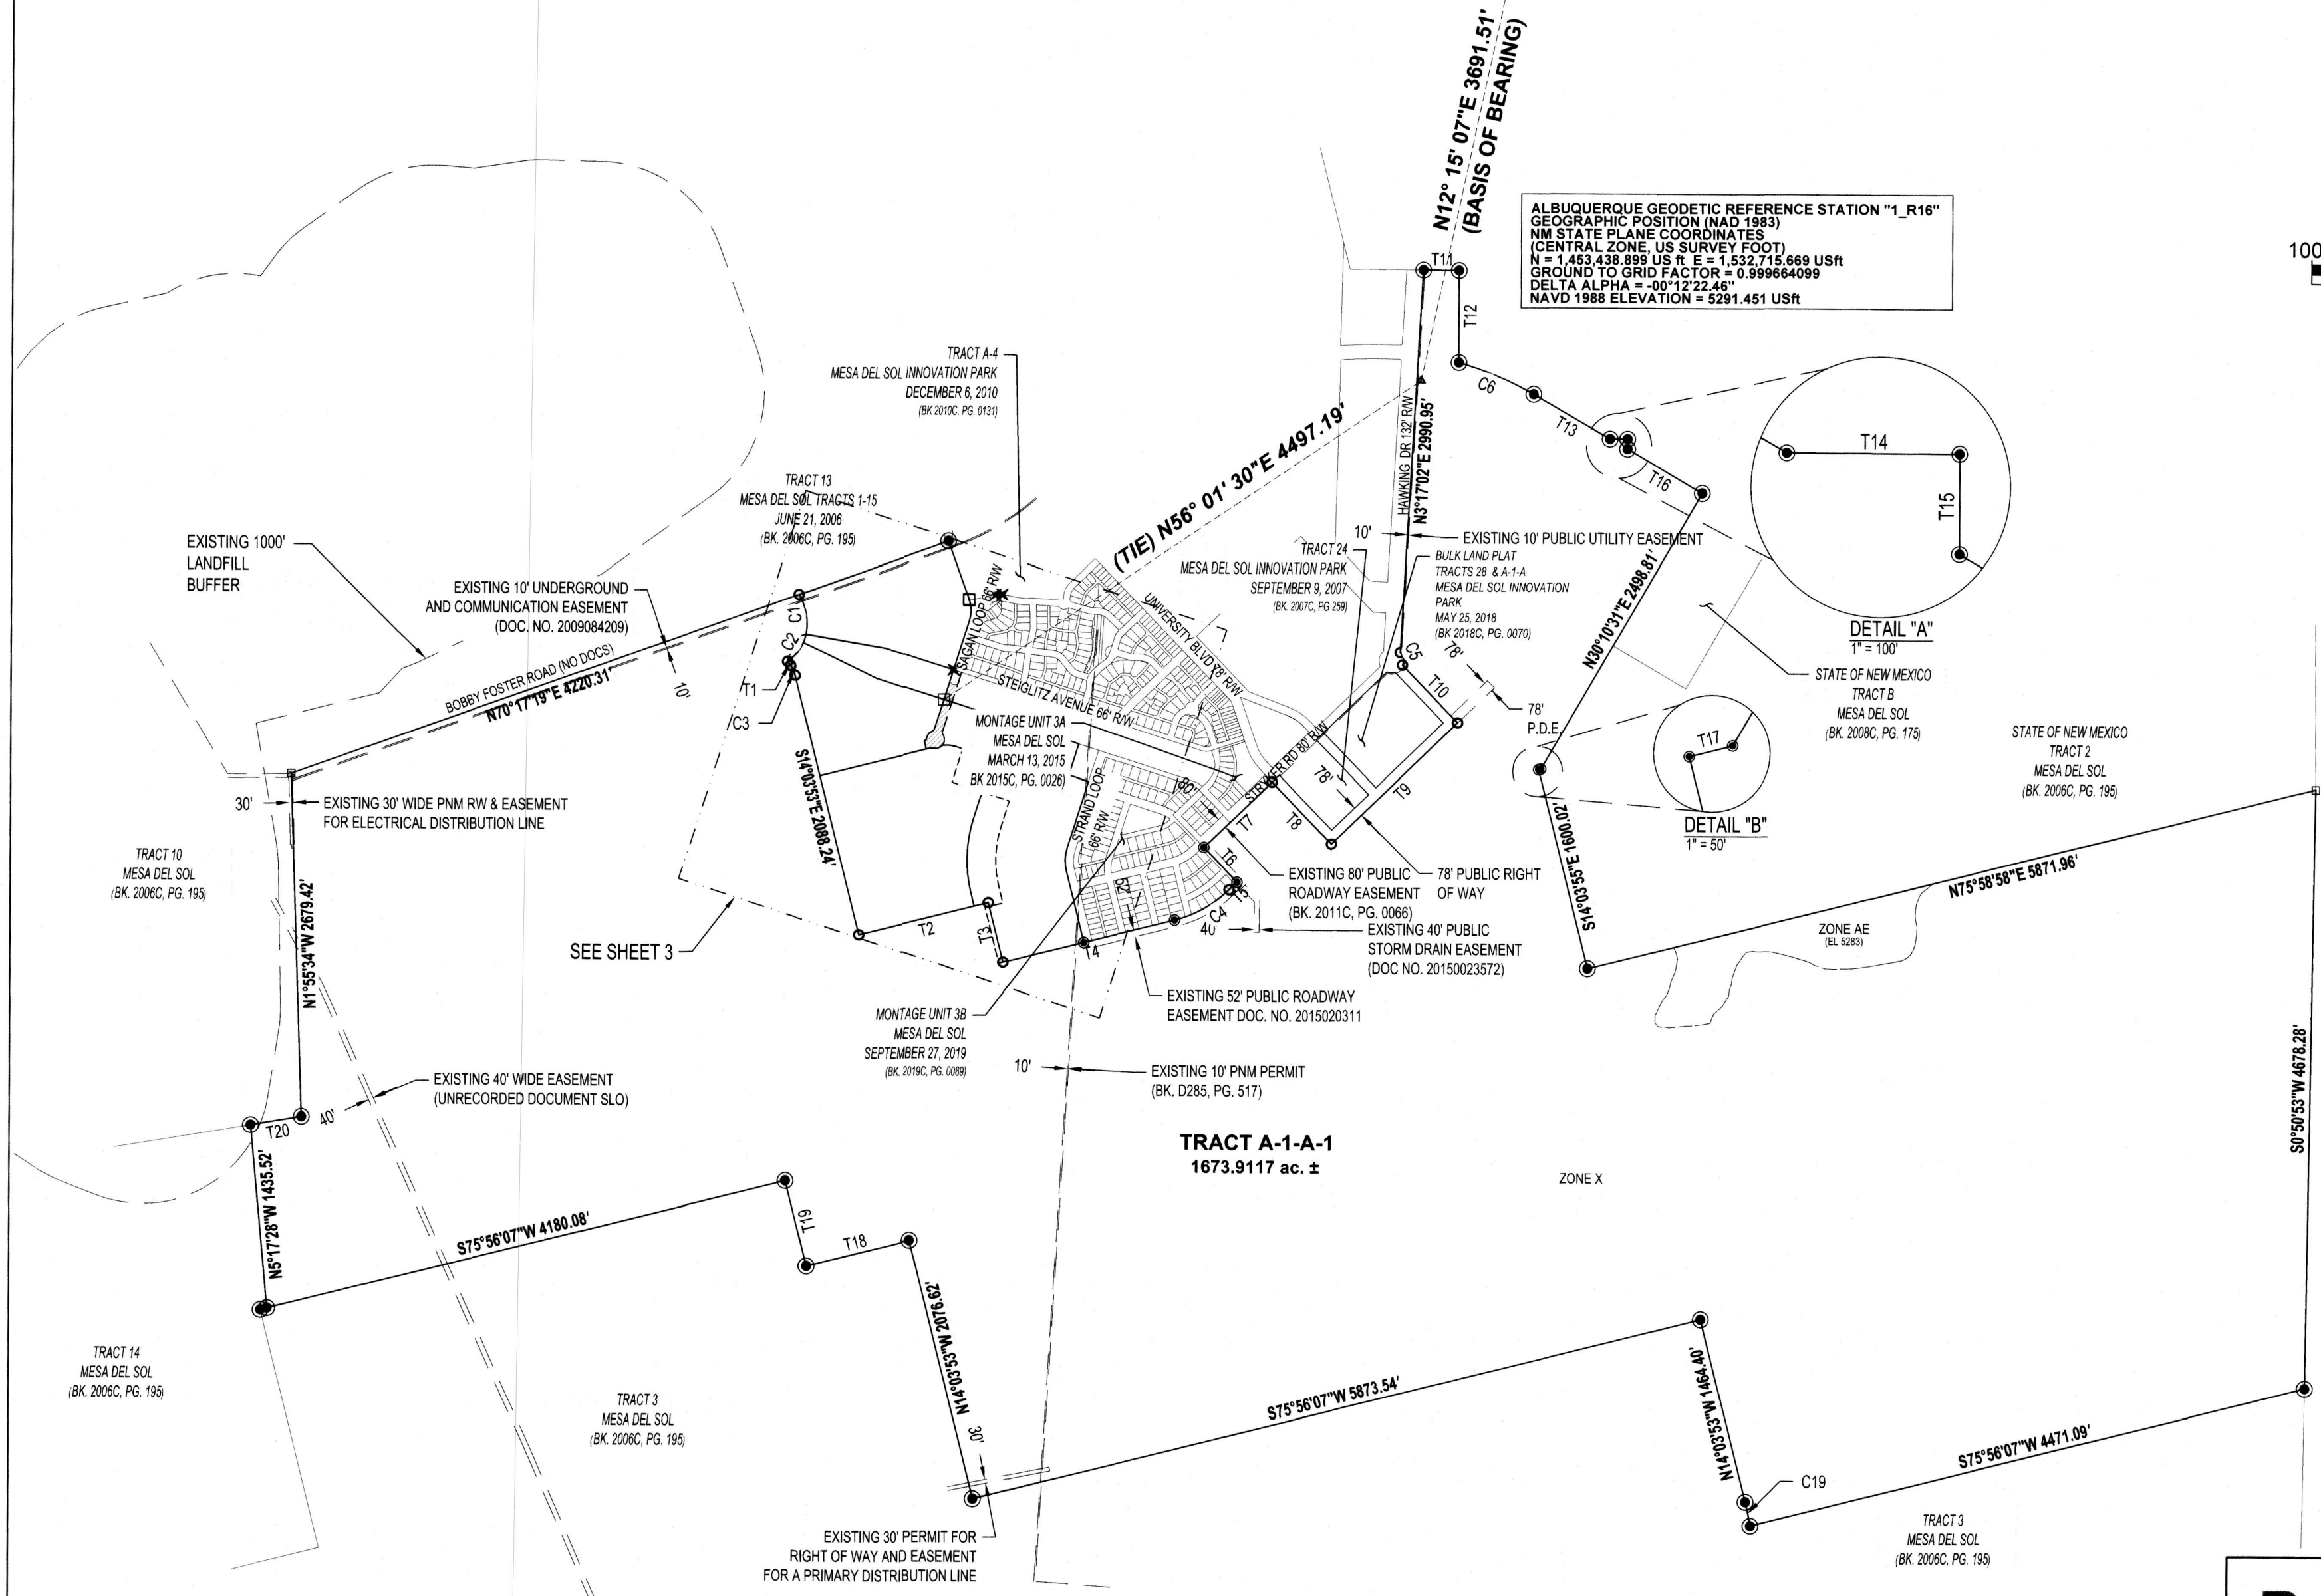 N12° 15' 07"E 3691.51'
(BASIS OF BEARING)
ALBUQUERQUE GEODETIC REFERENCE STATION "1_R16"
GEOGRAPHIC POSITION (NAD 1983)
NM STATE PLANE COORDINATES
(CENTRAL ZONE, US SURVEY FOOT)
N = 1,453,438.899 US ft E = 1,532,715.669 USft
GROUND TO GRID FACTOR = 0.999664099
DELTA ALPHA = -00°12'22.46"
NAVD 1988 ELEVATION = 5291.451 USft
100
T11
T12
C6
T13
T16
T14
T15
DETAIL "A"
1" = 100'
TRACT A-4
MESA DEL SOL INNOVATION PARK
DECEMBER 6, 2010
(BK 2010C, PG. 0131)
(TIE) N56° 01' 30"E 4497.19'
HAWKING DR 132' R/W
N3°17'02"E 2990.95'
TRACT 13
MESA DEL SOL TRACTS 1-15
JUNE 21, 2006
(BK. 2006C, PG. 195)
EXISTING 1000'
LANDFILL
BUFFER
EXISTING 10' UNDERGROUND
AND COMMUNICATION EASEMENT
(DOC. NO. 2009084209)
10'
EXISTING 10' PUBLIC UTILITY EASEMENT
TRACT 24
MESA DEL SOL INNOVATION PARK
SEPTEMBER 9, 2007
(BK. 2007C, PG 259)
BULK LAND PLAT
TRACTS 28 & A-1-A
MESA DEL SOL INNOVATION
PARK
MAY 25, 2018
(BK 2018C, PG. 0070)
N30°10'31"E 2498.81'
STATE OF NEW MEXICO
TRACT B
MESA DEL SOL
(BK. 2008C, PG. 175)
STATE OF NEW MEXICO
TRACT 2
MESA DEL SOL
(BK. 2006C, PG. 195)
C1
C2
T1
C3
BOBBY FOSTER ROAD (NO DOCS)
N70°17'19"E 4220.31'
10'
SAGAN LOOP 66' R/W
UNIVERSITY BLVD 78' R/W
STEIGLITZ AVENUE 66' R/W
C5
78'
T10
78'
P.D.E.
T17
DETAIL "B"
1" = 50'
MONTAGE UNIT 3A
MESA DEL SOL
MARCH 13, 2015
BK 2015C, PG. 0026)
S14°03'53"E 2088.24'
STRAND LOOP
66' R/W
80'
STRYKER RD 80' R/W
78'
T7
T8
T9
T6
T5
C4
40'
52'
T4
T3
T2
30'
EXISTING 30' WIDE PNM RW & EASEMENT
FOR ELECTRICAL DISTRIBUTION LINE
TRACT 10
MESA DEL SOL
(BK. 2006C, PG. 195)
N1°55'34"W 2679.42'
SEE SHEET 3
EXISTING 80' PUBLIC
ROADWAY EASEMENT
(BK. 2011C, PG. 0066)
78' PUBLIC RIGHT
OF WAY
EXISTING 40' PUBLIC
STORM DRAIN EASEMENT
(DOC NO. 20150023572)
S14°03'55"E 1600.02'
N75°58'58"E 5871.96'
ZONE AE
(EL 5283)
EXISTING 52' PUBLIC ROADWAY
EASEMENT DOC. NO. 2015020311
MONTAGE UNIT 3B
MESA DEL SOL
SEPTEMBER 27, 2019
(BK. 2019C, PG. 0089)
10'
EXISTING 10' PNM PERMIT
(BK. D285, PG. 517)
EXISTING 40' WIDE EASEMENT
(UNRECORDED DOCUMENT SLO)
40'
T20
S0°50'53"W 4678.28'
TRACT A-1-A-1
1673.9117 ac. ±
ZONE X
N5°17'28"W 1435.52'
S75°56'07"W 4180.08'
T19
T18
N14°03'53"W 2076.62'
TRACT 14
MESA DEL SOL
(BK. 2006C, PG. 195)
TRACT 3
MESA DEL SOL
(BK. 2006C, PG. 195)
30'
S75°56'07"W 5873.54'
N14°03'53"W 1464.40'
C19
S75°56'07"W 4471.09'
EXISTING 30' PERMIT FOR
RIGHT OF WAY AND EASEMENT
FOR A PRIMARY DISTRIBUTION LINE
TRACT 3
MESA DEL SOL
(BK. 2006C, PG. 195)